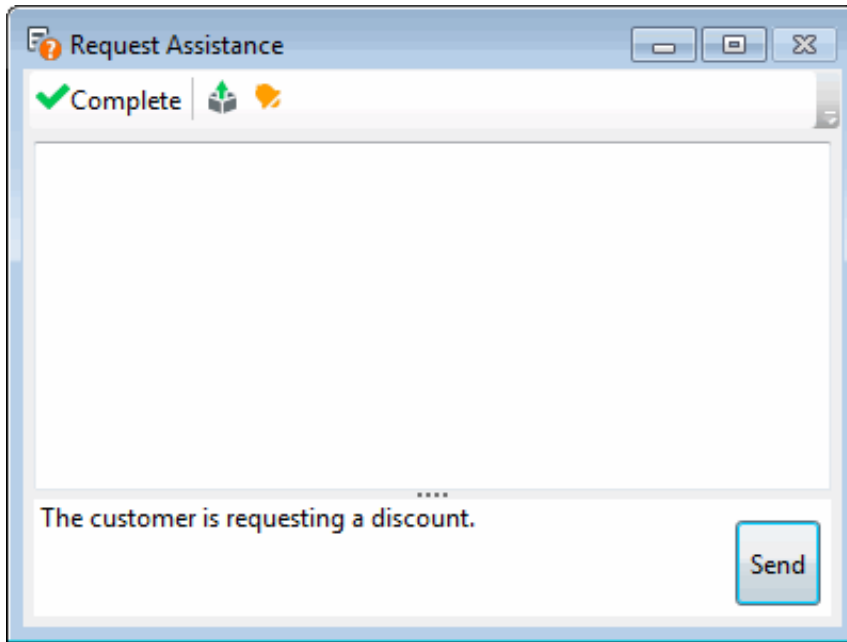 Request Assistance
Complete
The customer is requesting a discount.
Send